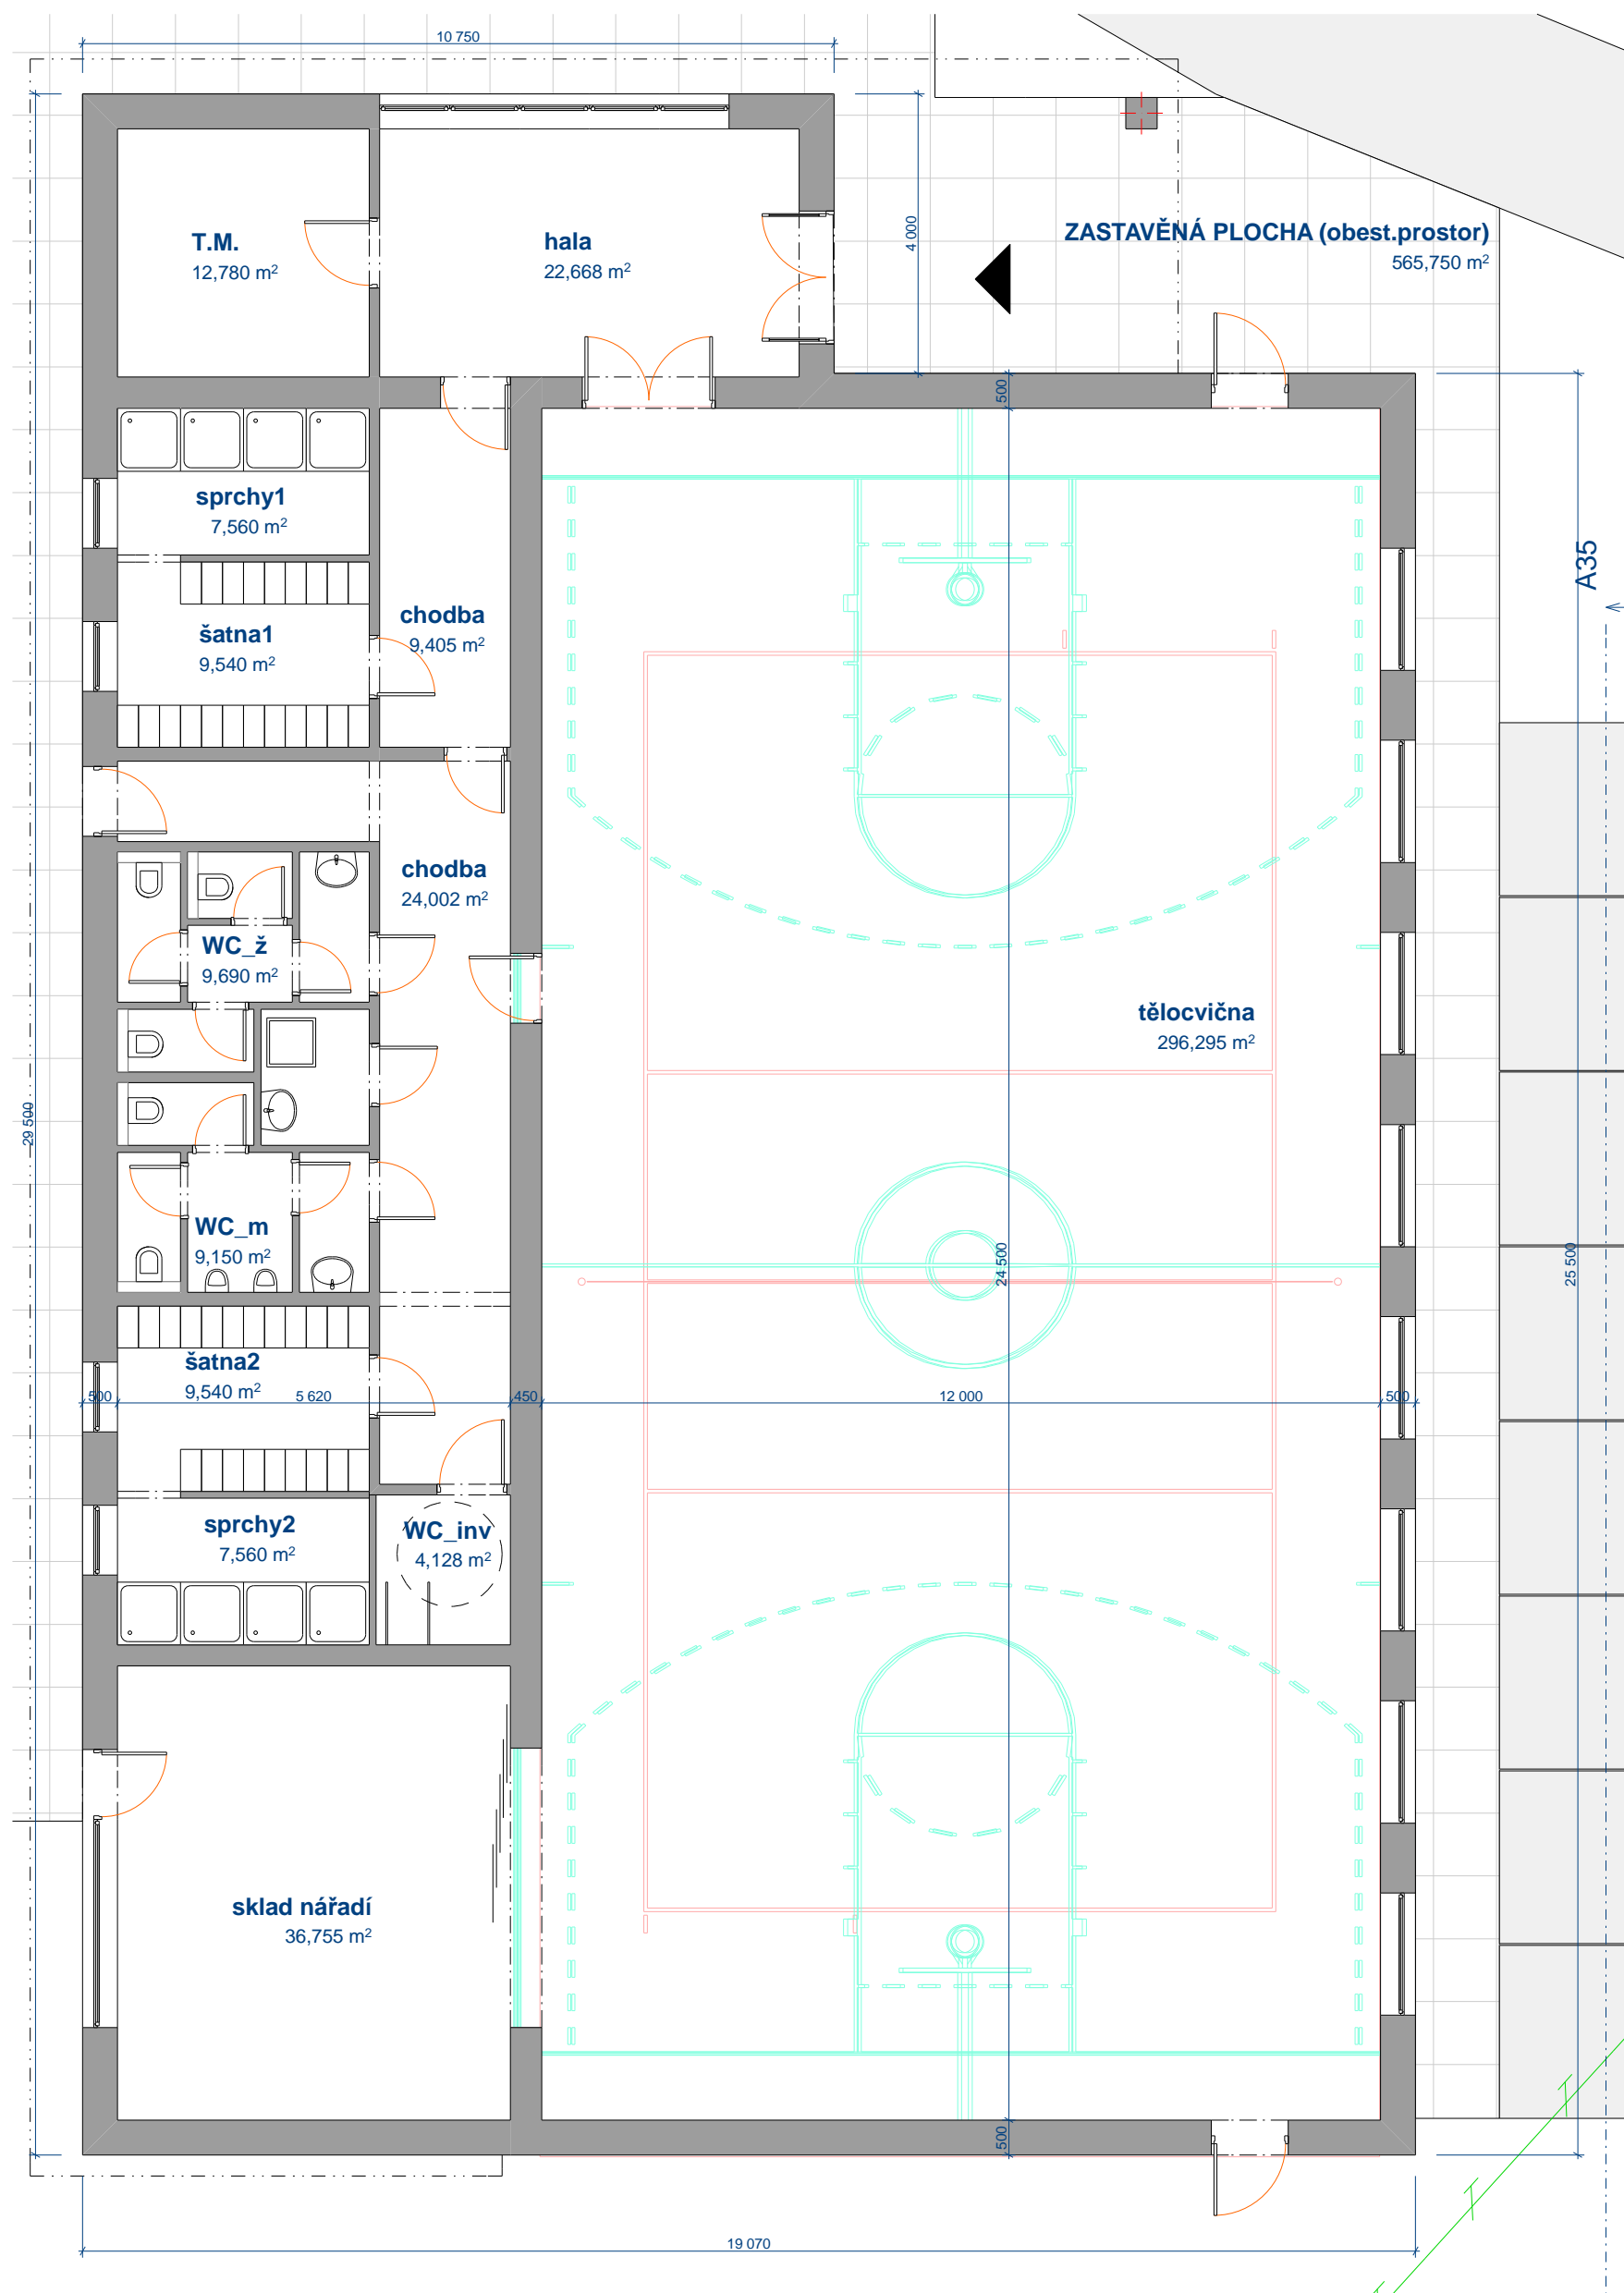 10 750
ZASTAVĚNÁ PLOCHA (obest.prostor)
565,750 m²
4 000
T.M.
12,780 m²
hala
22,668 m²
500
sprchy1
7,560 m²
A35
chodba
9,405 m²
šatna1
9,540 m²
chodba
24,002 m²
WC_ž
9,690 m²
tělocvična
296,295 m²
29 500
WC_m
9,150 m²
24 500
25 500
šatna2
9,540 m²
500
5 620
450
12 000
500
sprchy2
7,560 m²
WC_inv
4,128 m²
sklad nářadí
36,755 m²
500
19 070